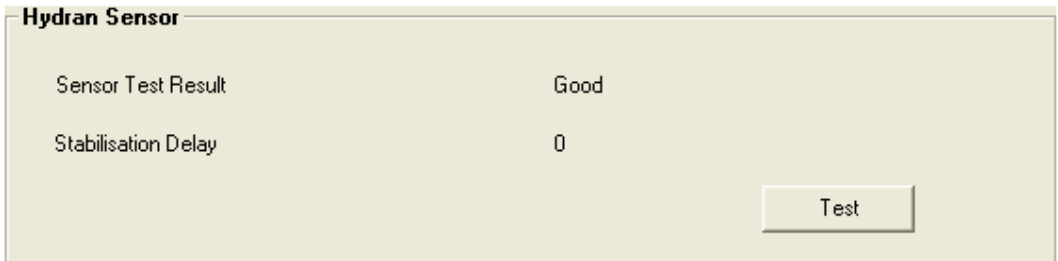 Hydran Sensor
Sensor Test Result Good
Stabilisation Delay 0
Test